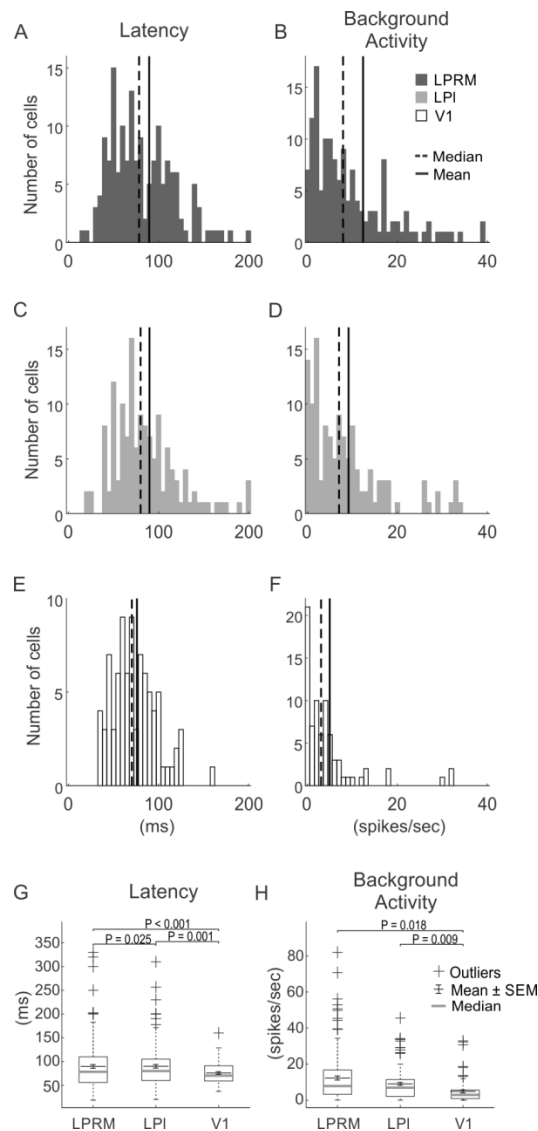 A
Latency
B
Background
Activity
LPRM
LPl
V1
Median
Mean
Number of cells
15
10
5
0
0
100
200
15
10
5
0
0
20
40
C
D
Number of cells
15
10
5
0
0
100
200
15
10
5
0
0
20
40
E
F
Number of cells
10
5
0
0
100
200
(ms)
20
15
10
5
0
0
20
40
(spikes/sec)
G
Latency
H
Background
Activity
P < 0.001
P = 0.025
P = 0.001
(ms)
350
300
250
200
150
100
50
LPRM
LPl
V1
P = 0.018
P = 0.009
Outliers
Mean ± SEM
Median
(spikes/sec)
80
60
40
20
0
LPRM
LPl
V1